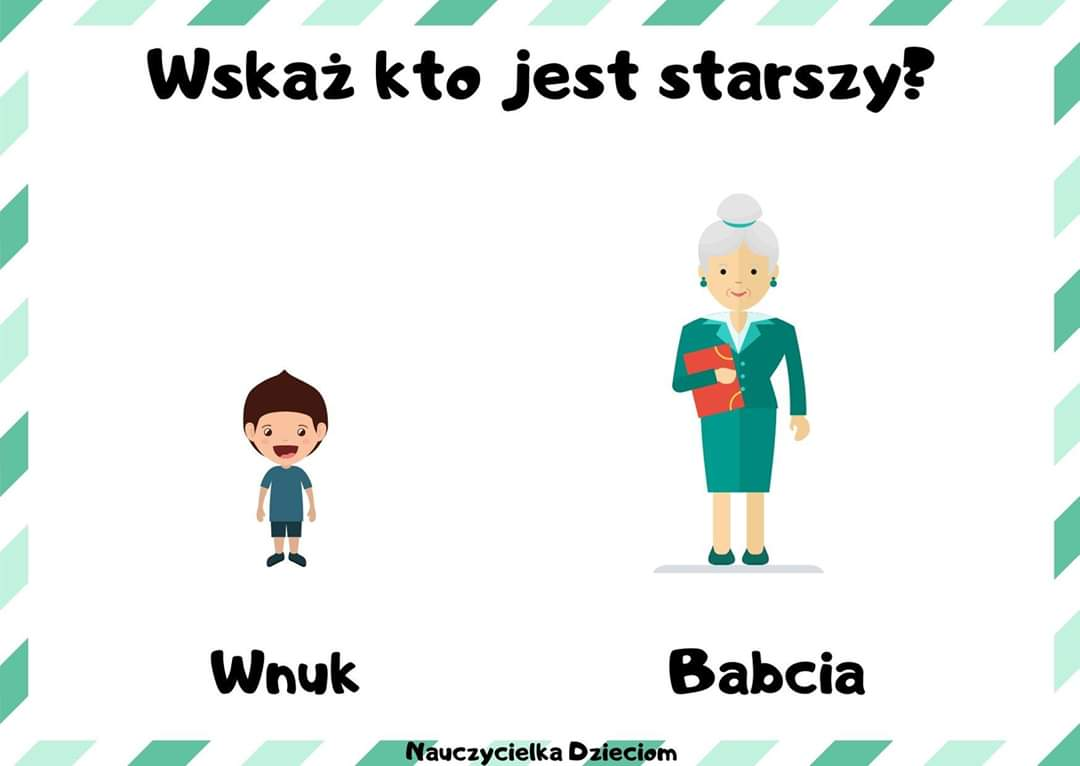 Wskaż kto jest starszy?
Wnuk
Babcia
Nauczycielka Dzieciom